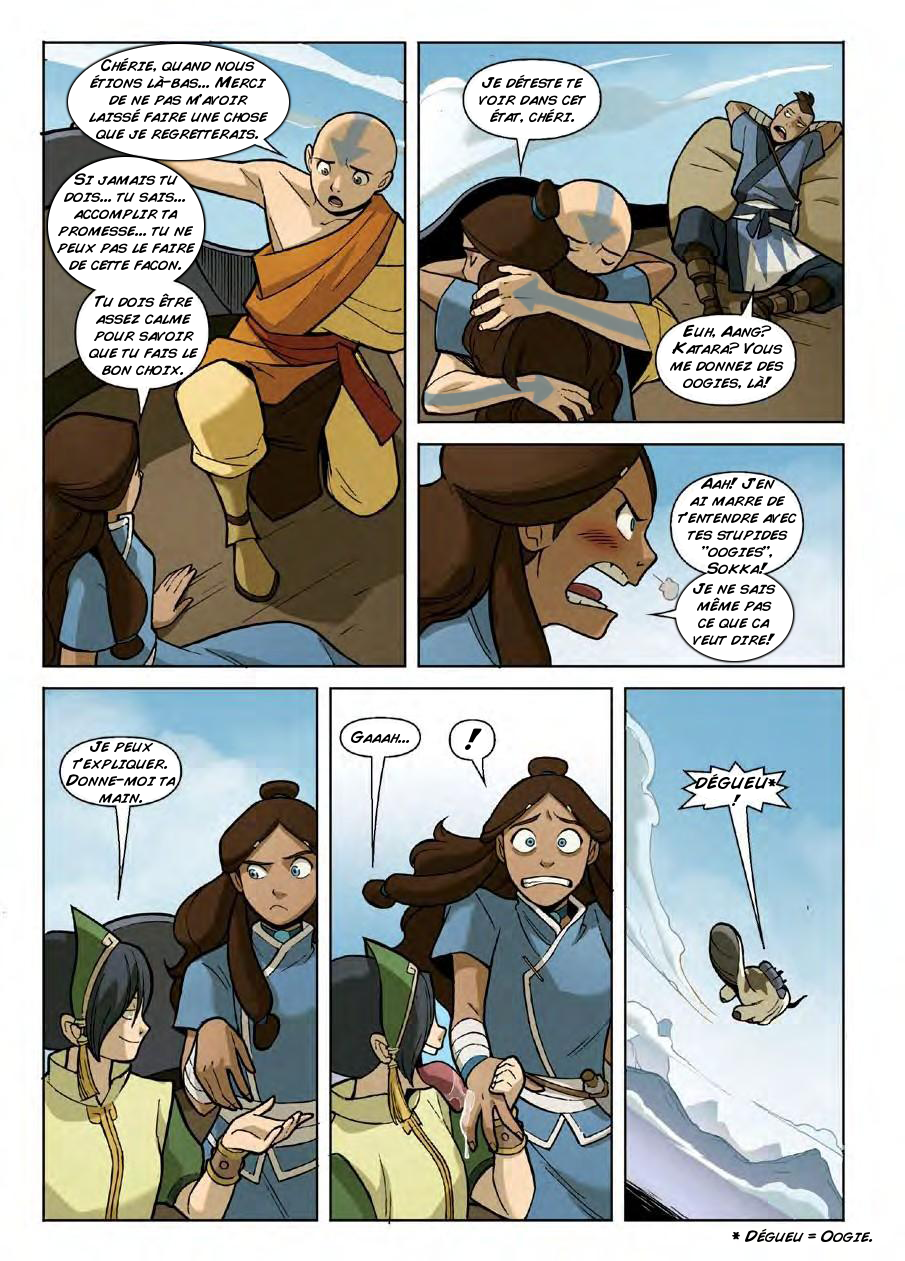 CHÉRIE, QUAND NOUS
ÉTIONS LÀ-BAS... MERCI
DE NE PAS M'AVOIR
LAISSÉ FAIRE UNE CHOSE
QUE JE REGRETTERAIS.
SI JAMAIS TU
DOIS... TU SAIS...
ACCOMPLIR TA
PROMESSE... TU NE
PEUX PAS LE FAIRE
DE CETTE FACON.
TU DOIS ÊTRE
ASSEZ CALME
POUR SAVOIR
QUE TU FAIS LE
BON CHOIX.
JE DÉTESTE TE
VOIR DANS CET
ÉTAT, CHÉRI.
EUH, AANG?
KATARA? VOUS
ME DONNEZ DES
OOGIES, LÀ!
AAH! J'EN
AI MARRE DE
T'ENTENDRE AVEC
TES STUPIDES
"OOGIES",
SOKKA!
JE NE SAIS
MÊME PAS
CE QUE CA
VEUT DIRE!
JE PEUX
T'EXPLIQUER.
DONNE-MOI TA
MAIN.
GAAAH...
!
DÉGUEU*
!
* DÉGUEU = OOGIE.